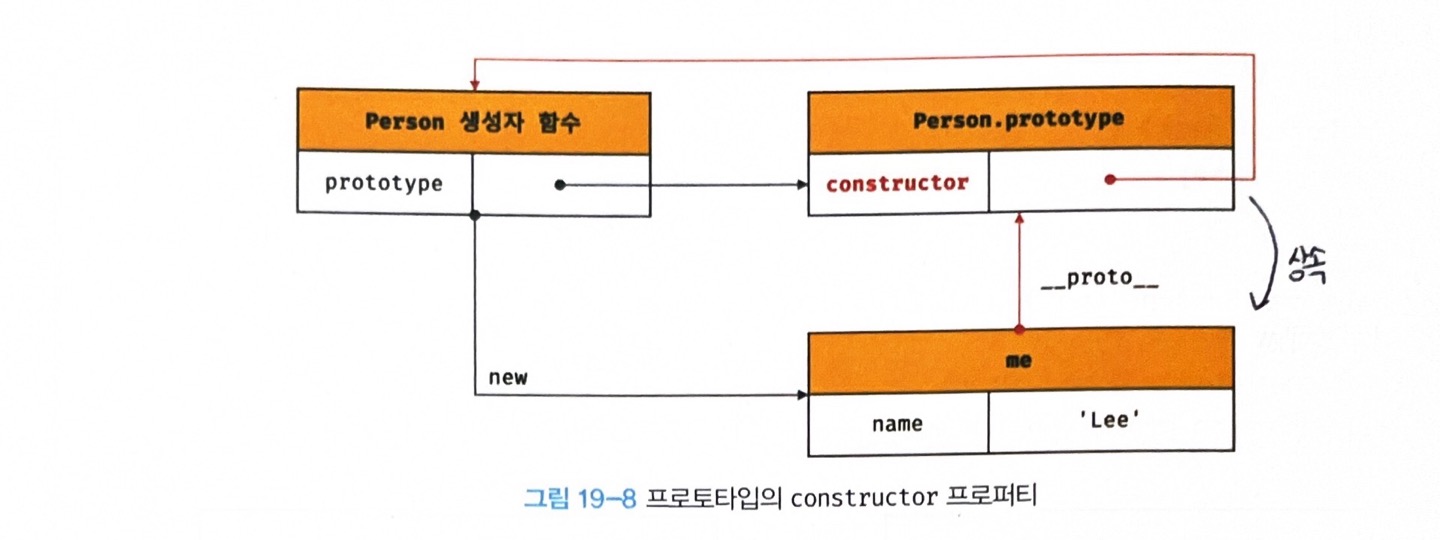 Person 생성자 함수
prototype
Person.prototype
constructor
__proto__
상속
new
me
name
'Lee'
그림 19-8 프로토타입의 constructor 프로퍼티